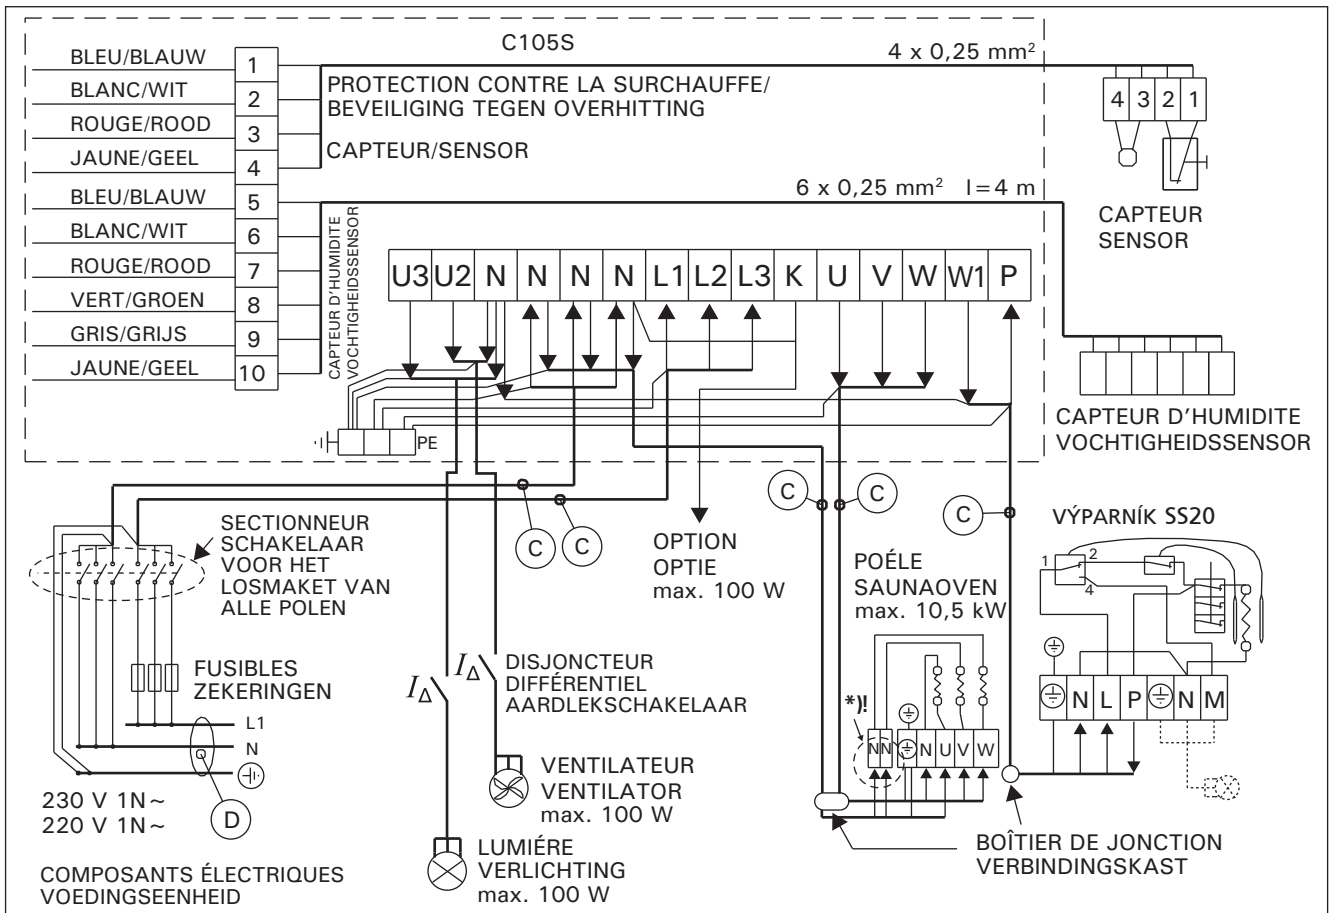 C105S
4 x 0,25 mm²
BLEU/BLAUW 1
BLANC/WIT 2
ROUGE/ROOD 3
JAUNE/GEEL 4
BLEU/BLAUW 5
BLANC/WIT 6
ROUGE/ROOD 7
VERT/GROEN 8
GRIS/GRIJS 9
JAUNE/GEEL 10
PROTECTION CONTRE LA SURCHAUFFE/
BEVEILIGING TEGEN OVERHITTING
CAPTEUR/SENSOR
4 3 2 1
CAPTEUR
SENSOR
6 x 0,25 mm² l=4 m
CAPTEUR D'HUMIDITE
VOCHTIGHEIDSSENSOR
U3 U2 N N N N L1 L2 L3 K U V W W1 P
PE
CAPTEUR D'HUMIDITE
VOCHTIGHEIDSSENSOR
C
C
C
C
C
SECTIONNEUR
SCHAKELAAR
VOOR HET
LOSMAKET VAN
ALLE POLEN
FUSIBLES
ZEKERINGEN
L1
N
D
230 V 1N~
220 V 1N~
COMPOSANTS ÉLECTRIQUES
VOEDINGSEENHEID
OPTION
OPTIE
max. 100 W
I∆
I∆
DISJONCTEUR
DIFFÉRENTIEL
AARDLEKSCHAKELAAR
VENTILATEUR
VENTILATOR
max. 100 W
LUMIÉRE
VERLICHTING
max. 100 W
POÉLE
SAUNAOVEN
max. 10,5 kW
*)!
N N N U V W
VÝPARNÍK SS20
1 2
4
N L P N M
BOÎTIER DE JONCTION
VERBINDINGSKAST